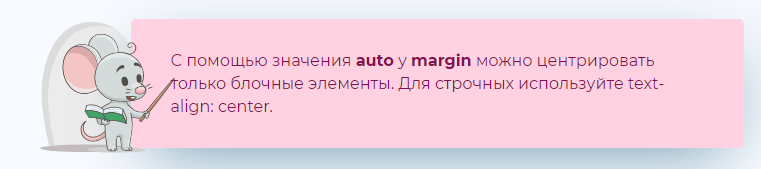 С помощью значения auto у margin можно центрировать
только блочные элементы. Для строчных используйте text-
align: center.